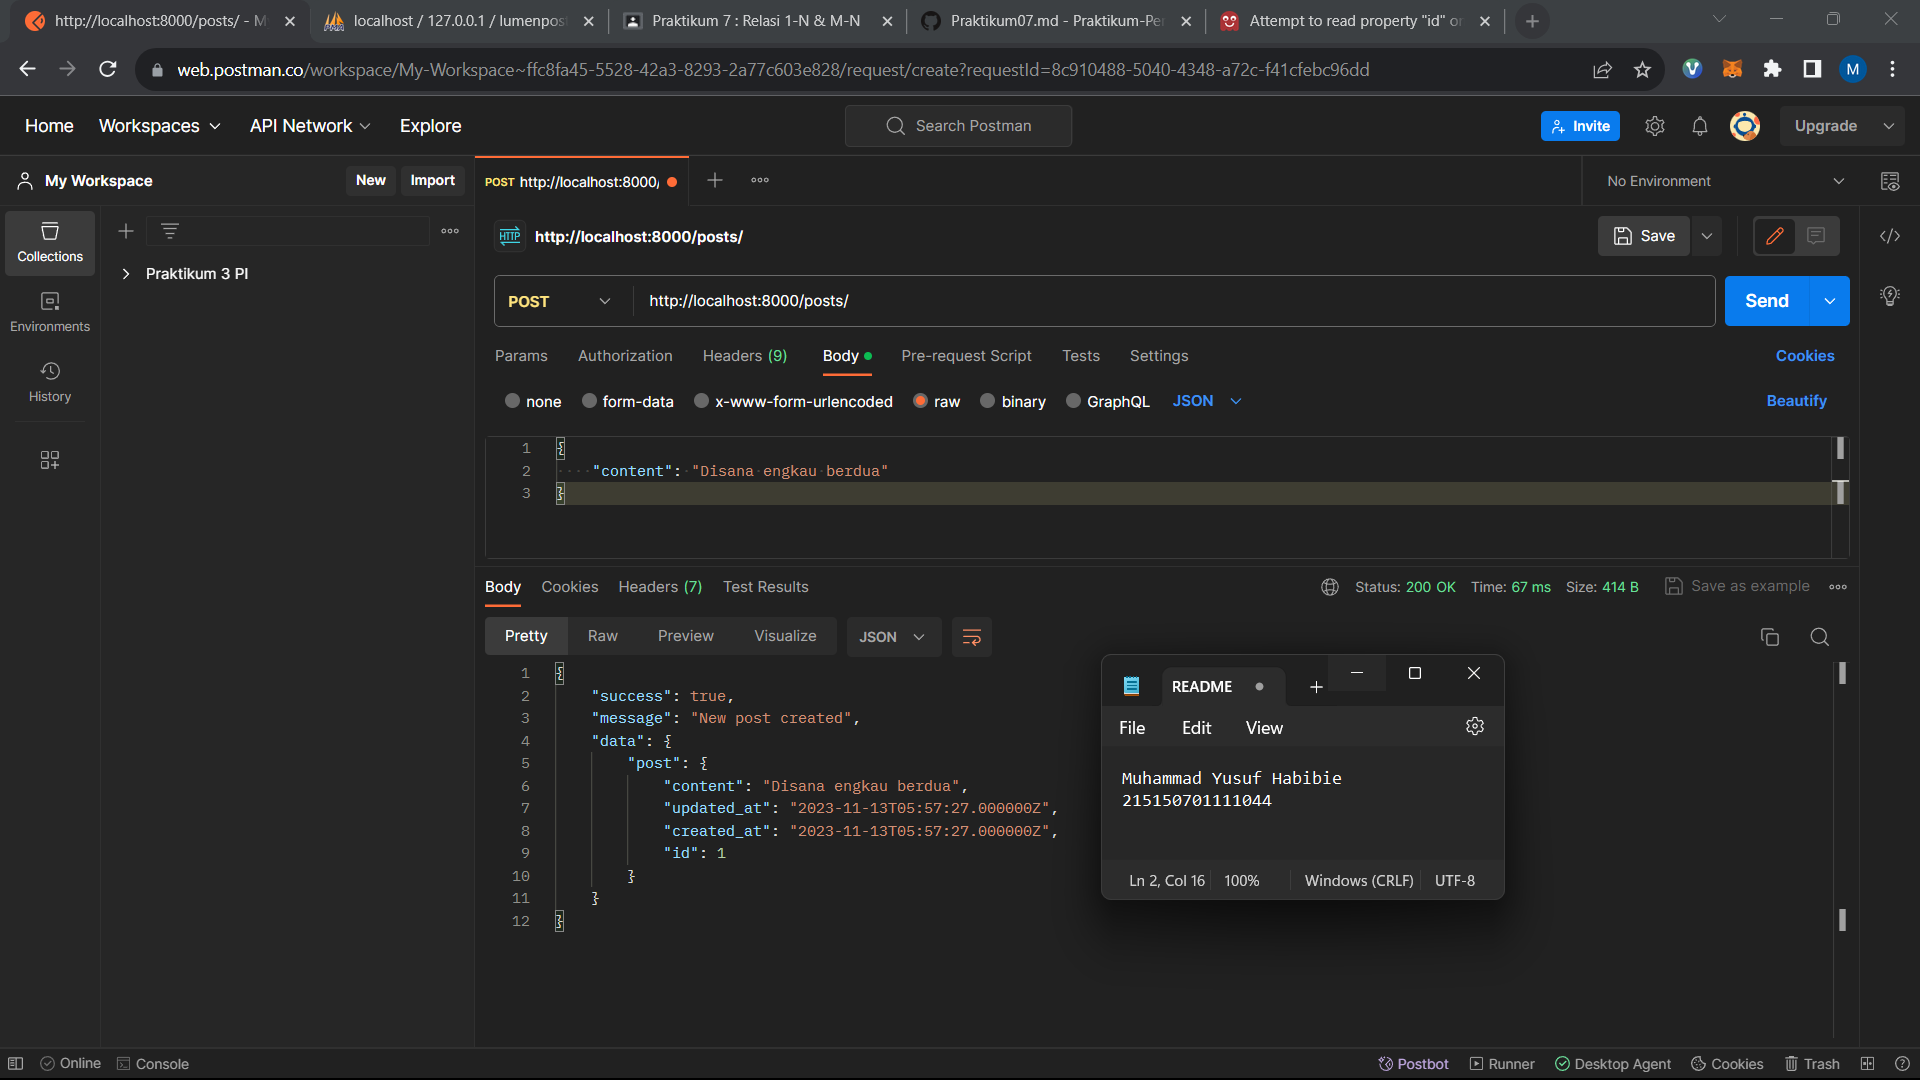 http://localhost:8000/posts/ - M
localhost / 127.0.0.1 / lumenpost
Praktikum 7 : Relasi 1-N & M-N
Praktikum07.md - Praktikum-Pe
Attempt to read property "id" or
web.postman.co/workspace/My-Workspace~ffc8fa45-5528-42a3-8293-2a77c603e828/request/create?requestId=8c910488-5040-4348-a72c-f41cfebc96dd
M
Home
Workspaces
API Network
Explore
Search Postman
Invite
Upgrade
My Workspace
New
Import
POST http://localhost:8000/
No Environment
Collections
Environments
History
Praktikum 3 PI
HTTP
http://localhost:8000/posts/
Save
POST
http://localhost:8000/posts/
Send
Params
Authorization
Headers (9)
Body
Pre-request Script
Tests
Settings
Cookies
none
form-data
x-www-form-urlencoded
raw
binary
GraphQL
JSON
Beautify
1 {
2 "content": "Disana engkau berdua"
3 }
Body
Cookies
Headers (7)
Test Results
Status: 200 OK
Time: 67 ms
Size: 414 B
Save as example
Pretty
Raw
Preview
Visualize
JSON
1 {
2 "success": true,
3 "message": "New post created",
4 "data": {
5 "post": {
6 "content": "Disana engkau berdua",
7 "updated_at": "2023-11-13T05:57:27.000000Z",
8 "created_at": "2023-11-13T05:57:27.000000Z",
9 "id": 1
10 }
11 }
12 }
README
File
Edit
View
Muhammad Yusuf Habibie
215150701111044
Ln 2, Col 16
100%
Windows (CRLF)
UTF-8
Online
Console
Postbot
Runner
Desktop Agent
Cookies
Trash